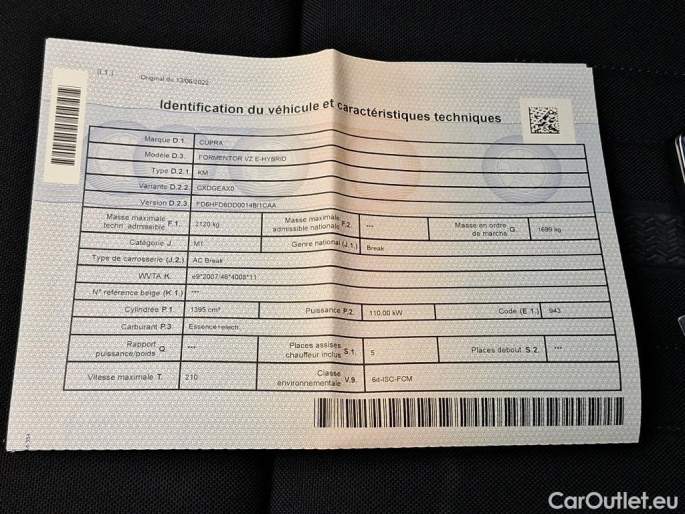 (L1.)
Original du 13/06/2022
Identification du véhicule et caractéristiques techniques
Marque D.1. CUPRA
Modèle D.3. FORMENTOR VZ E-HYBRID
Type D.2.1. KM
Variante D.2.2. CXDGEAX0
Version D.2.3. FD6HFD6DD0014BI1CAA
Masse maximale techn. admissible F.1. 2120 kg Masse maximale admissible nationale F.2. --- Masse en ordre de marche G. 1699 kg
Catégorie J. M1 Genre national (J.1.) Break
Type de carrosserie (J.2.) AC Break
WVTA K. e9*2007/46*4008*11
N° référence belge (K.1.) ---
Cylindrée P.1. 1395 cm³ Puissance P.2. 110,00 kW Code (E.1.) 943
Carburant P.3. Essence+elech.
Rapport puissance/poids Q. --- Places assises chauffeur inclus S.1. 5 Places debout S.2. ---
Vitesse maximale T. 210 Classe environnementale V.9. 6d-ISC-FCM
CarOutlet.eu